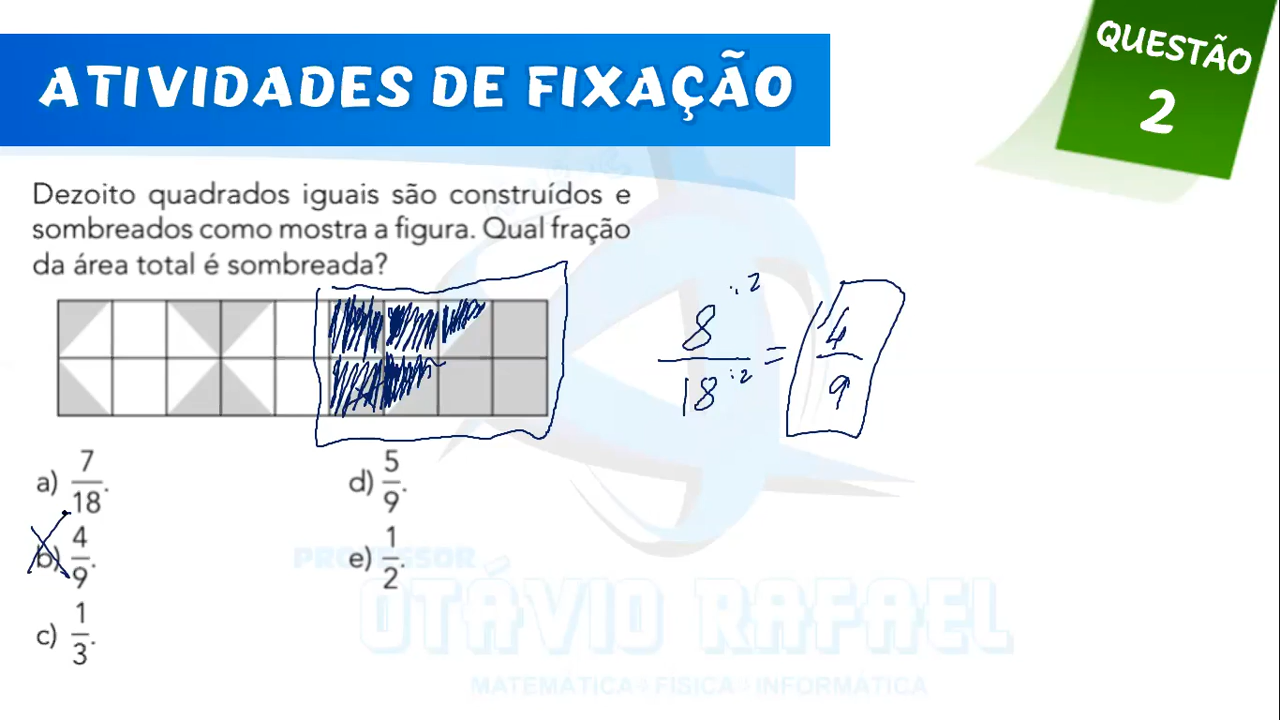 QUESTÃO
2
ATIVIDADES DE FIXAÇÃO
Dezoito quadrados iguais são construídos e
sombreados como mostra a figura. Qual fração
da área total é sombreada?
8 :2 / 18 :2 = 4 / 9
a) 7/18.
b) 4/9.
c) 1/3.
d) 5/9.
e) 1/2.
PROFESSOR
OTÁVIO RAFAEL
MATEMÁTICA FÍSICA INFORMÁTICA